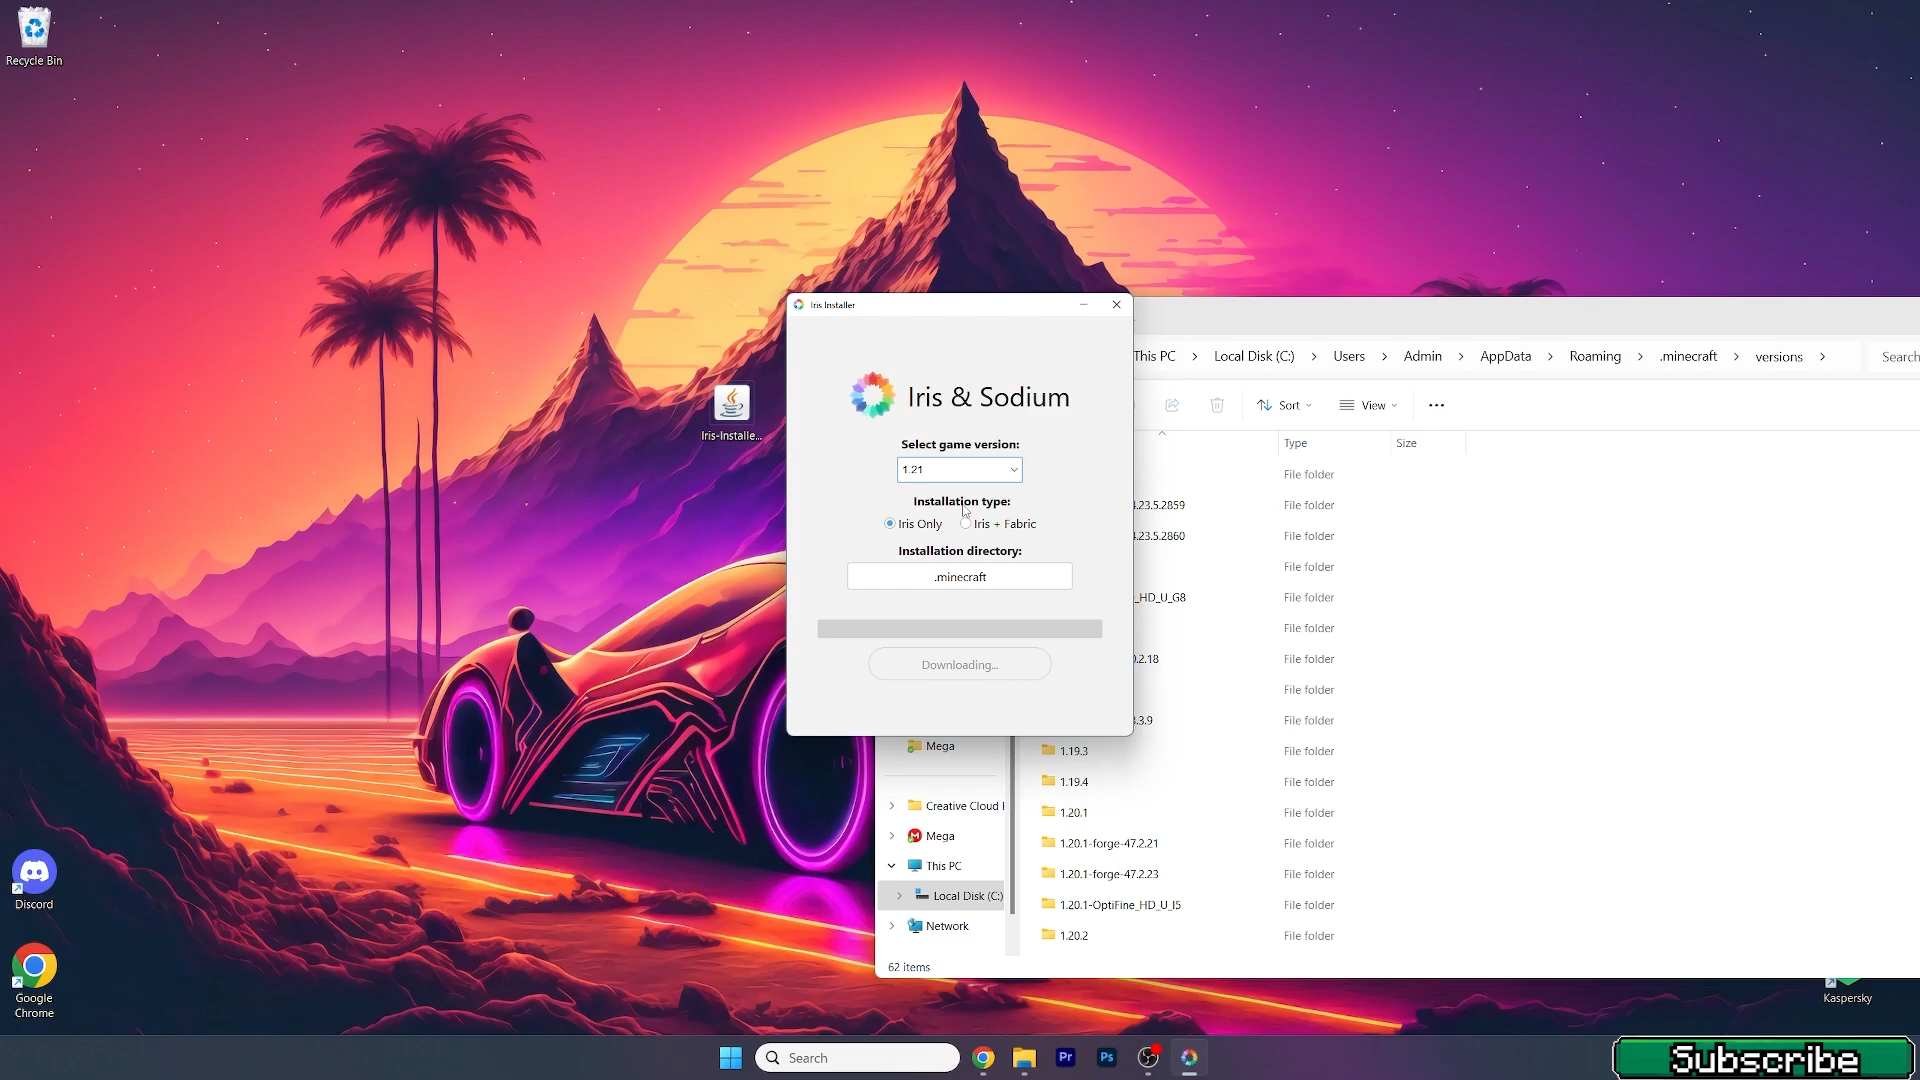 Recycle Bin
Iris Installer
This PC > Local Disk (C:) > Users > Admin > AppData > Roaming > .minecraft > versions >
Search
Sort
View
Iris & Sodium
Iris-Installe...
Type
Size
Select game version:
1.21
File folder
Installation type:
4.23.5.2859
File folder
Iris Only
Iris + Fabric
4.23.5.2860
File folder
Installation directory:
File folder
.minecraft
_HD_U_G8
File folder
File folder
Downloading...
0.2.18
File folder
File folder
8.3.9
File folder
Mega
1.19.3
File folder
1.19.4
File folder
Creative Cloud
1.20.1
File folder
Mega
1.20.1-forge-47.2.21
File folder
This PC
1.20.1-forge-47.2.23
File folder
Local Disk (C:)
1.20.1-OptiFine_HD_U_I5
File folder
Network
1.20.2
File folder
62 items
Discord
Google
Chrome
Kaspersky
Search
Pr
Ps
Subscribe